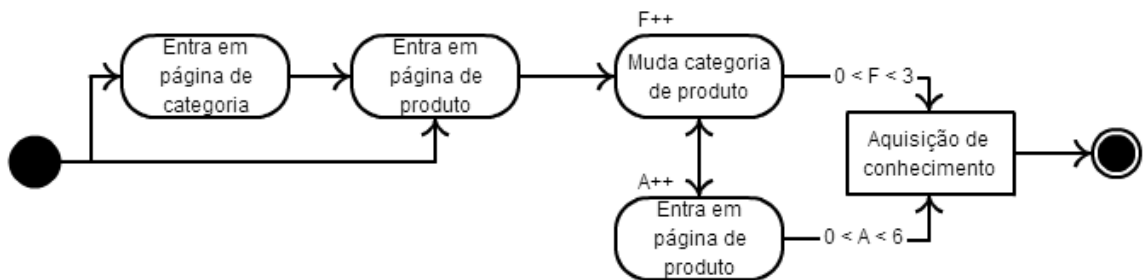 F++
Entra em
página de
categoria
Entra em
página de
produto
Muda categoria
de produto
0 < F < 3
Aquisição de
conhecimento
A++
Entra em
página de
produto
0 < A < 6